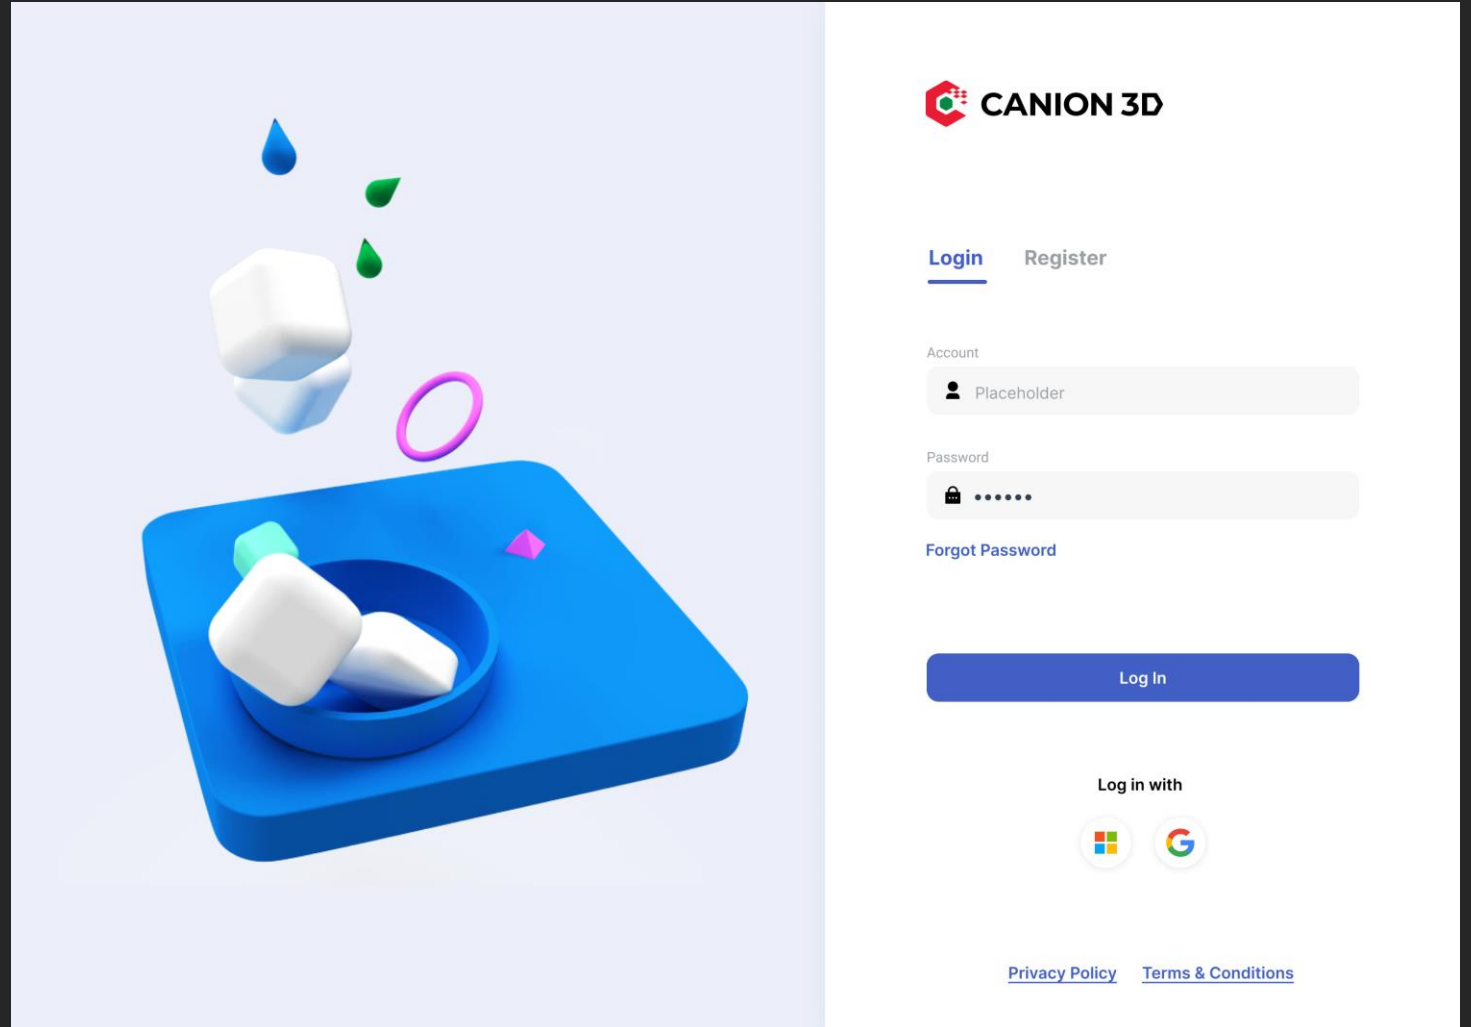 CANION 3D
Login Register
Account
Placeholder
Password
••••••
Forgot Password
Log In
Log in with
Privacy Policy Terms & Conditions